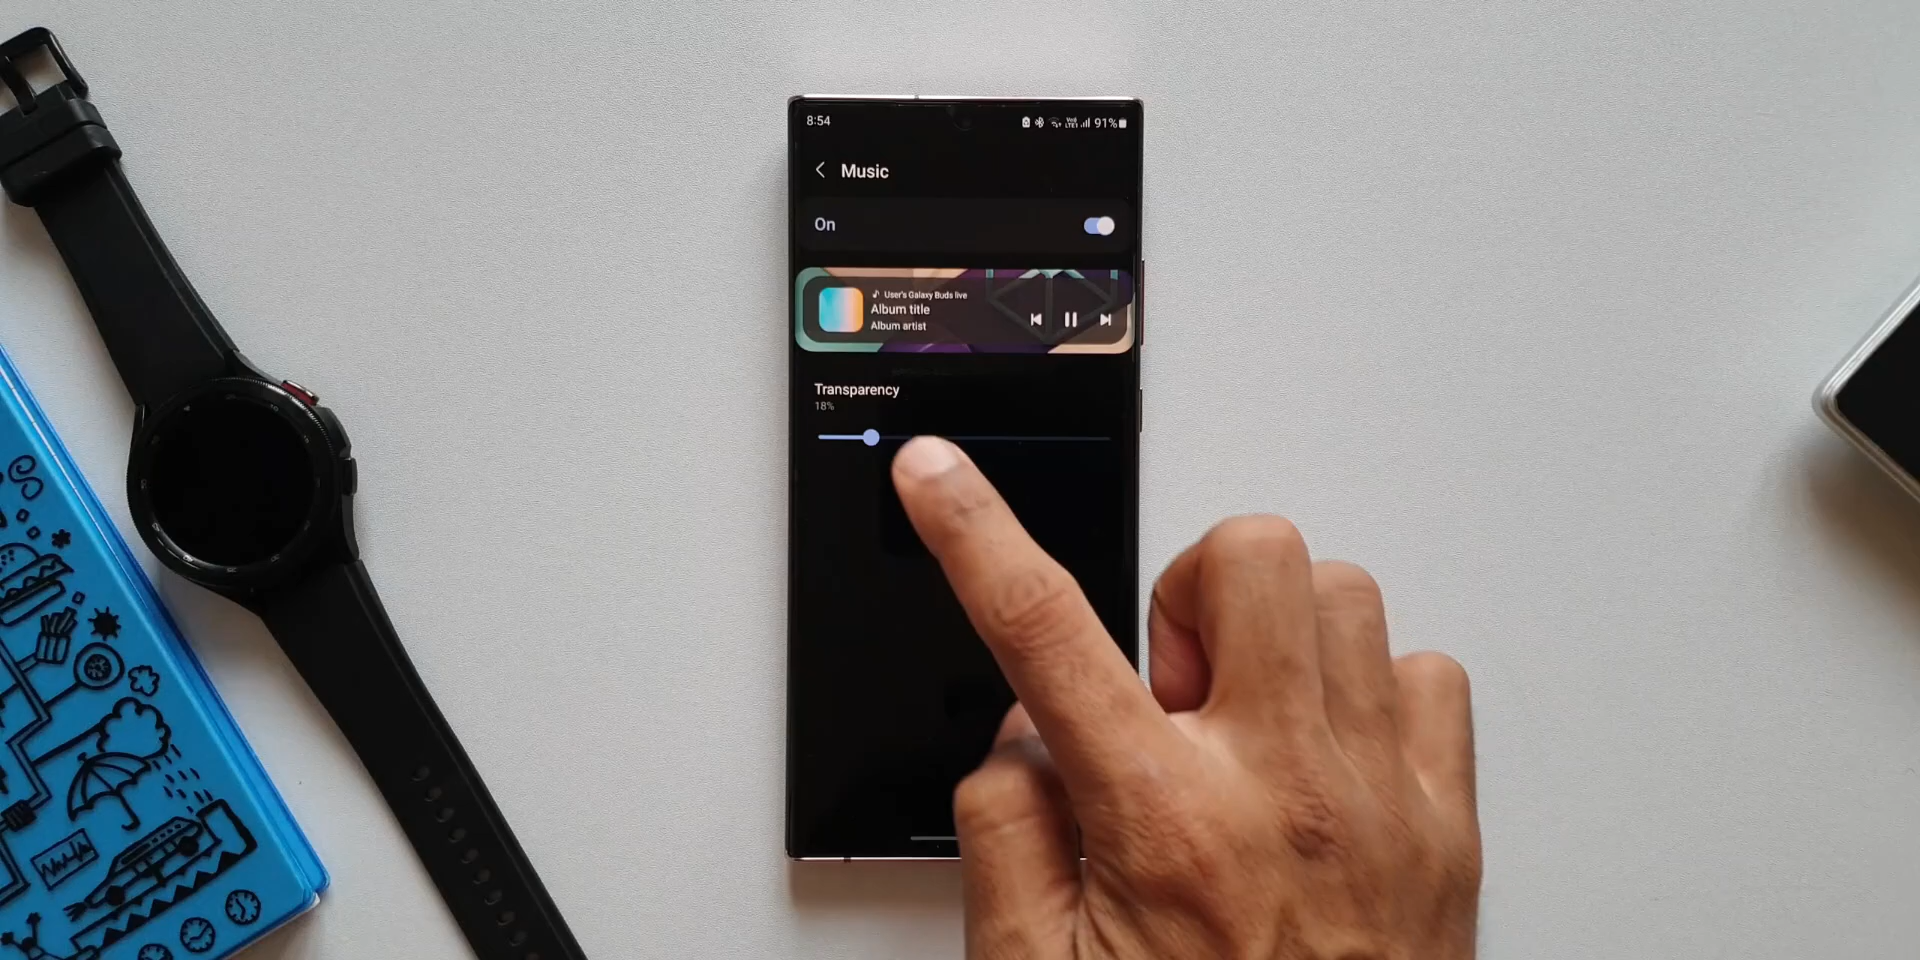 8:54
91%
Music
On
User's Galaxy Buds live
Album title
Album artist
Transparency
18%